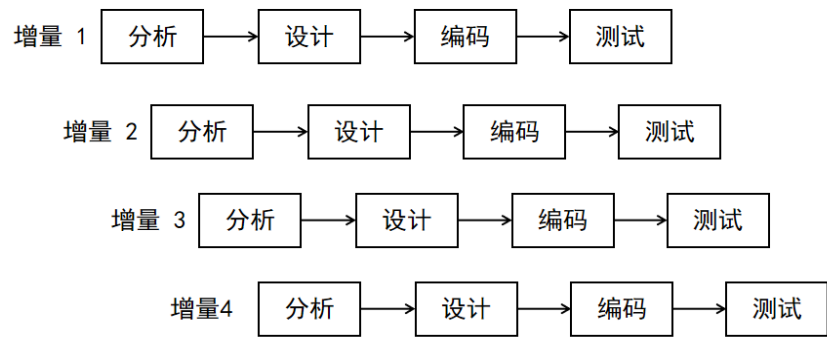 增量 1 分析 设计 编码 测试
增量 2 分析 设计 编码 测试
增量 3 分析 设计 编码 测试
增量4 分析 设计 编码 测试